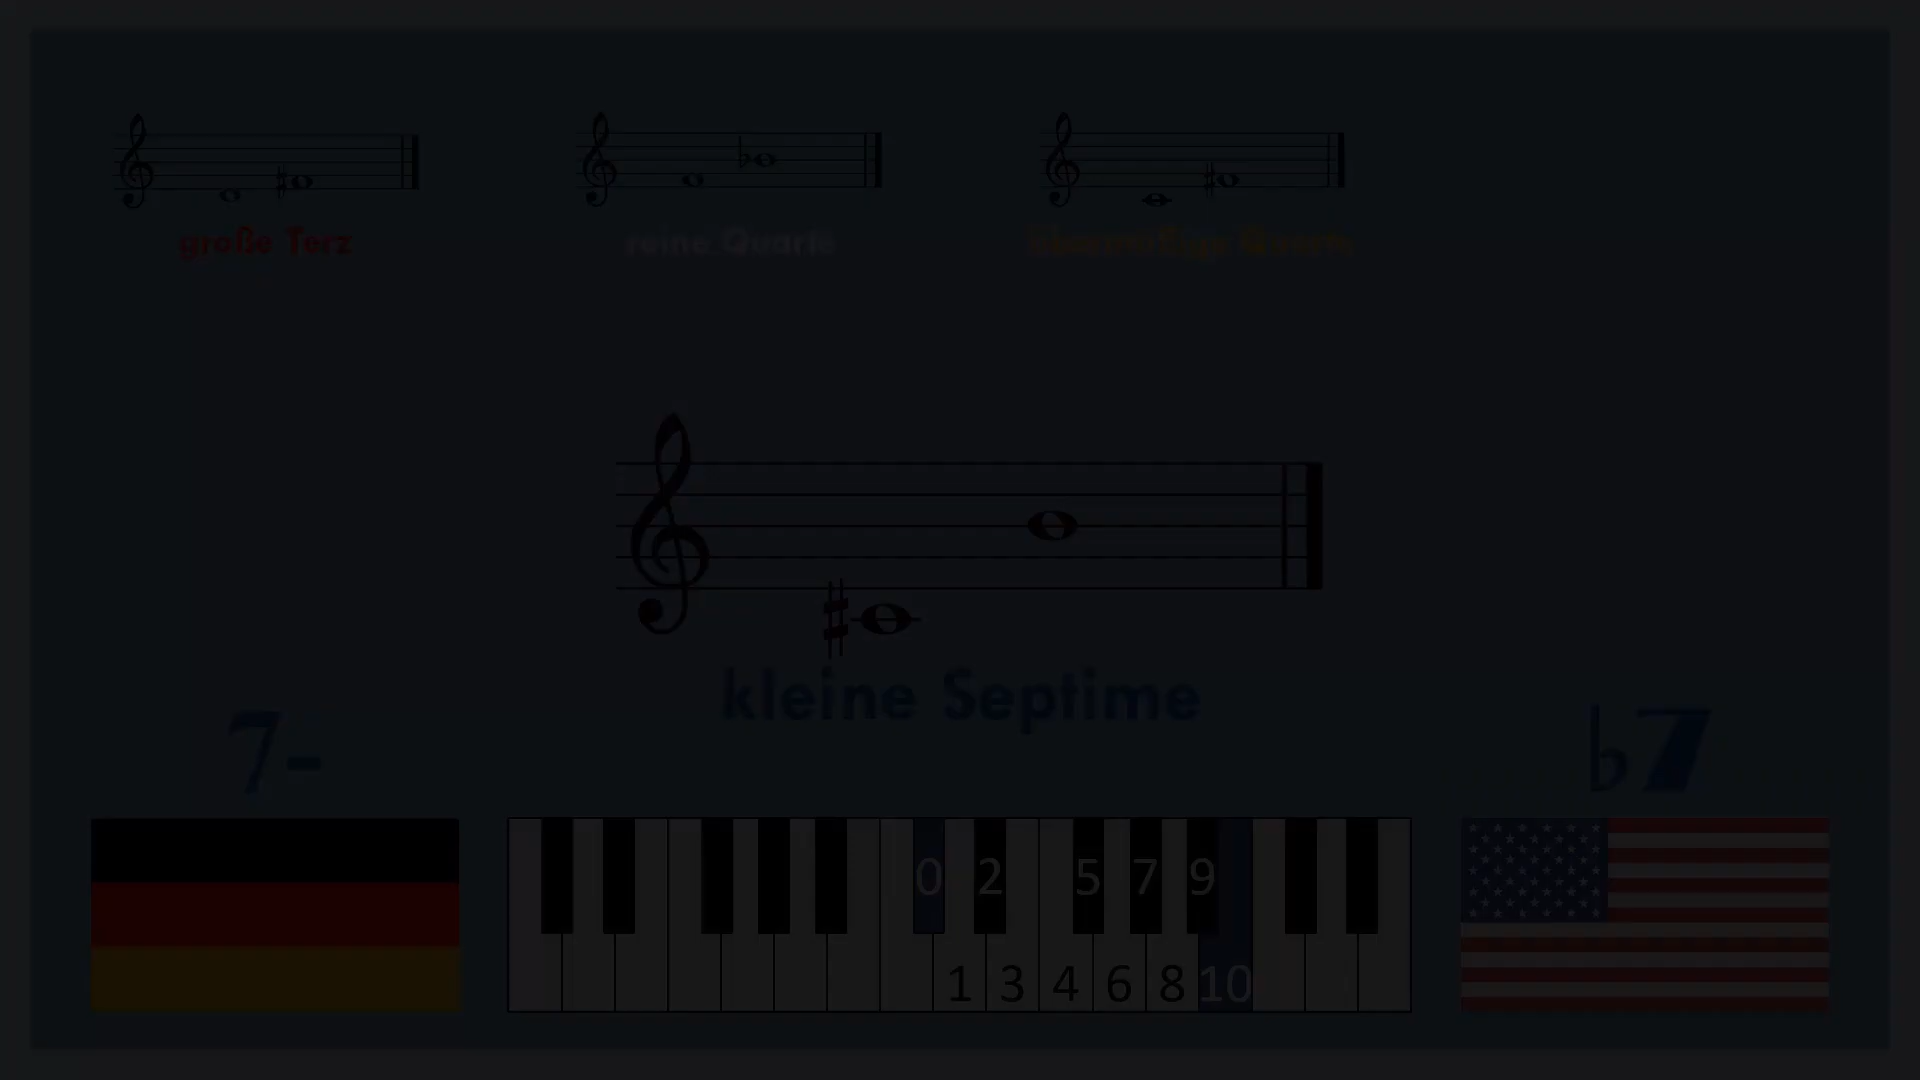 große Terz
reine Quarte
übermäßige Quarte
kleine Septime
7-
♭7
0 2 5 7 9
1 3 4 6 8 10